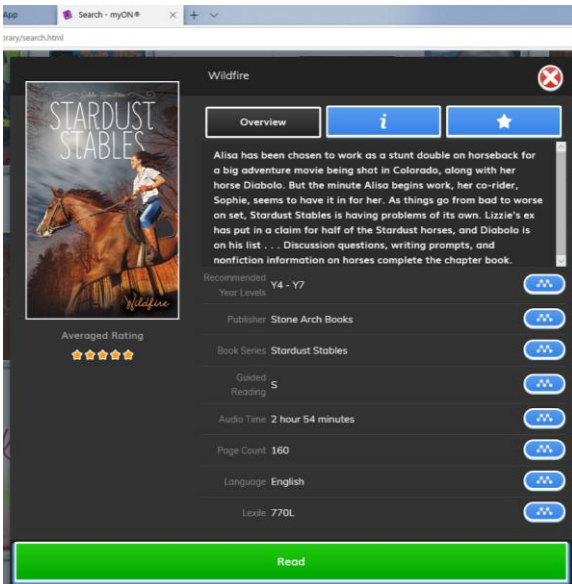 App
Search - myON®
rary/search.html
Wildfire
STARDUST
STABLES
Wildfire
Averaged Rating
Overview
i
Alisa has been chosen to work as a stunt double on horseback for
a big adventure movie being shot in Colorado, along with her
horse Diabolo. But the minute Alisa begins work, her co-rider,
Sophie, seems to have it in for her. As things go from bad to worse
on set, Stardust Stables is having problems of its own. Lizzie's ex
has put in a claim for half of the Stardust horses, and Diabolo is
on his list . . . Discussion questions, writing prompts, and
nonfiction information on horses complete the chapter book.
Recommended
Year Levels Y4 - Y7
Publisher Stone Arch Books
Book Series Stardust Stables
Guided
Reading S
Audio Time 2 hour 54 minutes
Page Count 160
Language English
Lexile 770L
Read